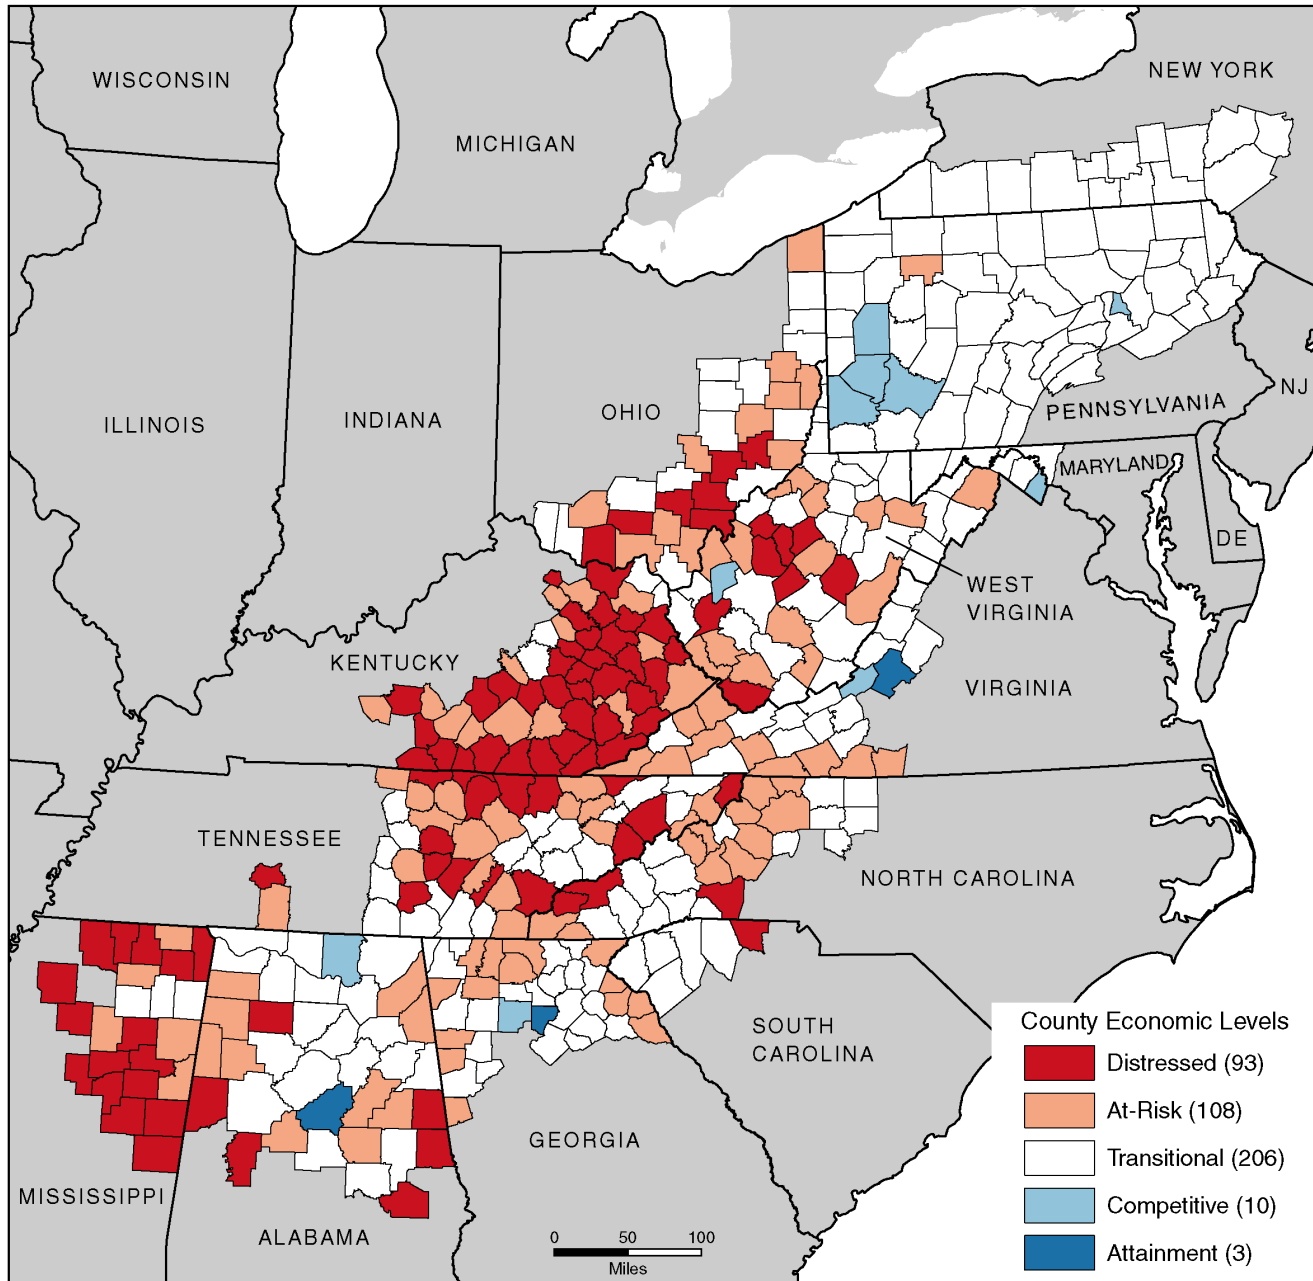 WISCONSIN
NEW YORK
MICHIGAN
ILLINOIS
INDIANA
OHIO
PENNSYLVANIA
NJ
MARYLAND
DE
WEST
VIRGINIA
KENTUCKY
VIRGINIA
TENNESSEE
NORTH CAROLINA
SOUTH
CAROLINA
GEORGIA
MISSISSIPPI
ALABAMA
County Economic Levels
Distressed (93)
At-Risk (108)
Transitional (206)
Competitive (10)
Attainment (3)
0 50 100
Miles